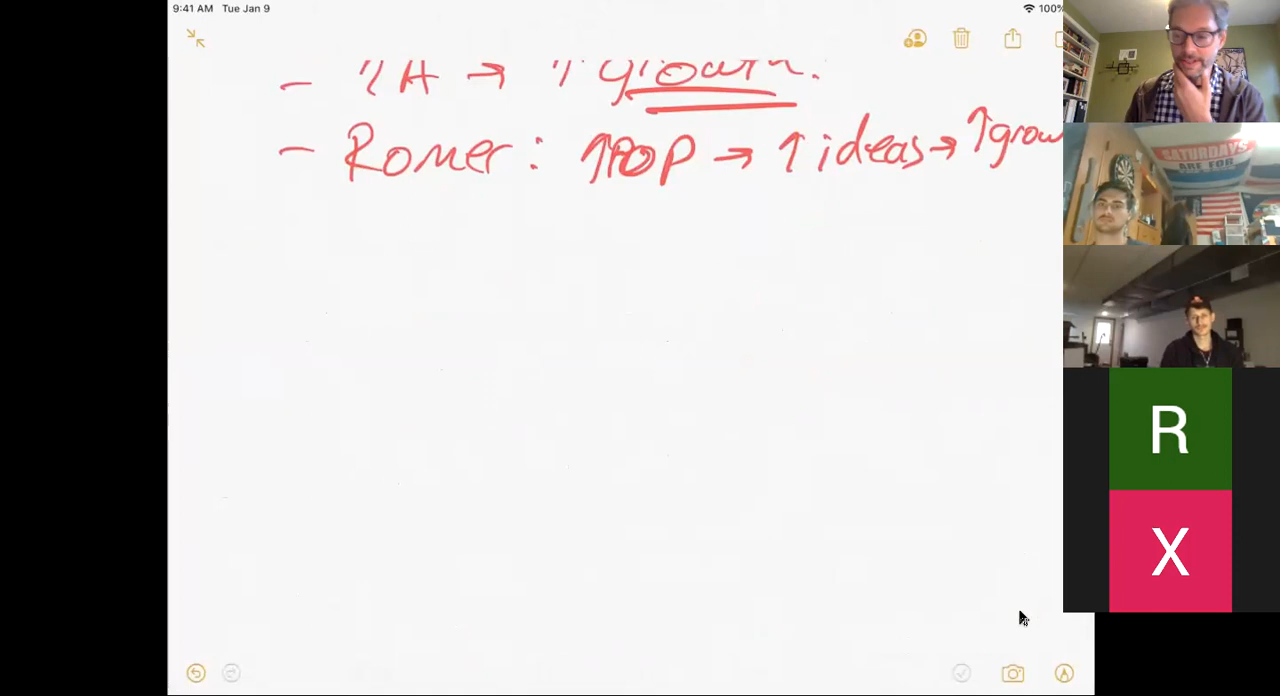 9:41 AM Tue Jan 9
100%
- ↑A → ↑ growth.
- Romer: ↑POP → ↑ideas → ↑grow
SATURDAYS
ARE FOR
R
X